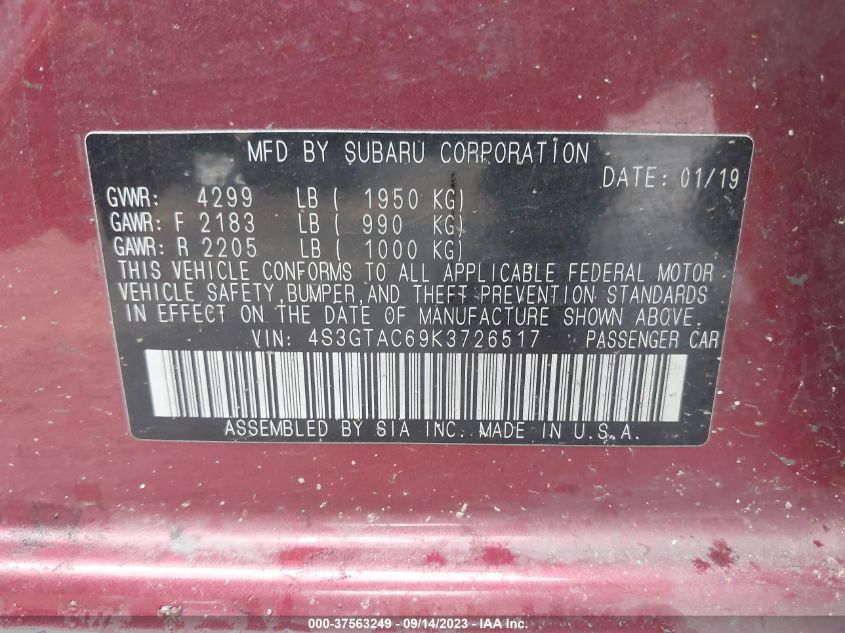 MFD BY SUBARU CORPORATION
DATE: 01/19
GVWR: 4299 LB ( 1950 KG)
GAWR: F 2183 LB ( 990 KG)
GAWR: R 2205 LB ( 1000 KG)
THIS VEHICLE CONFORMS TO ALL APPLICABLE FEDERAL MOTOR
VEHICLE SAFETY, BUMPER, AND THEFT PREVENTION STANDARDS
IN EFFECT ON THE DATE OF MANUFACTURE SHOWN ABOVE.
VIN: 4S3GTAC69K3726517 PASSENGER CAR
ASSEMBLED BY SIA INC. MADE IN U.S.A.
000-37563249 - 09/14/2023 - IAA Inc.